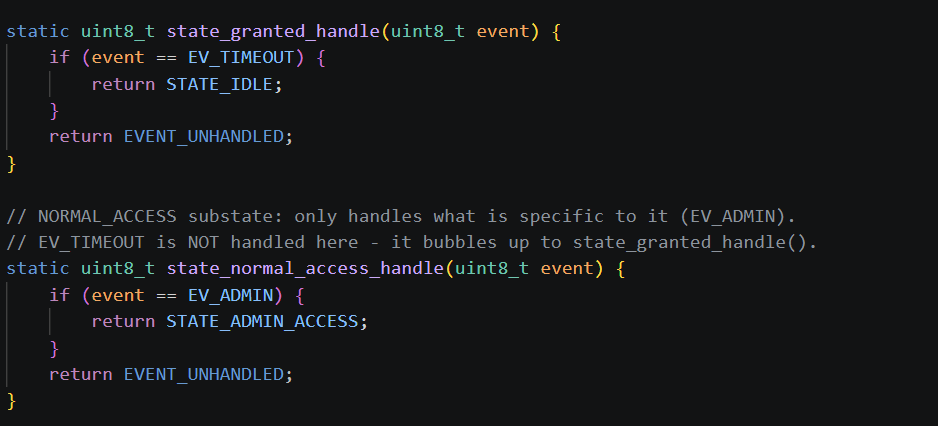 static uint8_t state_granted_handle(uint8_t event) {
    if (event == EV_TIMEOUT) {
        return STATE_IDLE;
    }
    return EVENT_UNHANDLED;
}

// NORMAL_ACCESS substate: only handles what is specific to it (EV_ADMIN).
// EV_TIMEOUT is NOT handled here - it bubbles up to state_granted_handle().
static uint8_t state_normal_access_handle(uint8_t event) {
    if (event == EV_ADMIN) {
        return STATE_ADMIN_ACCESS;
    }
    return EVENT_UNHANDLED;
}